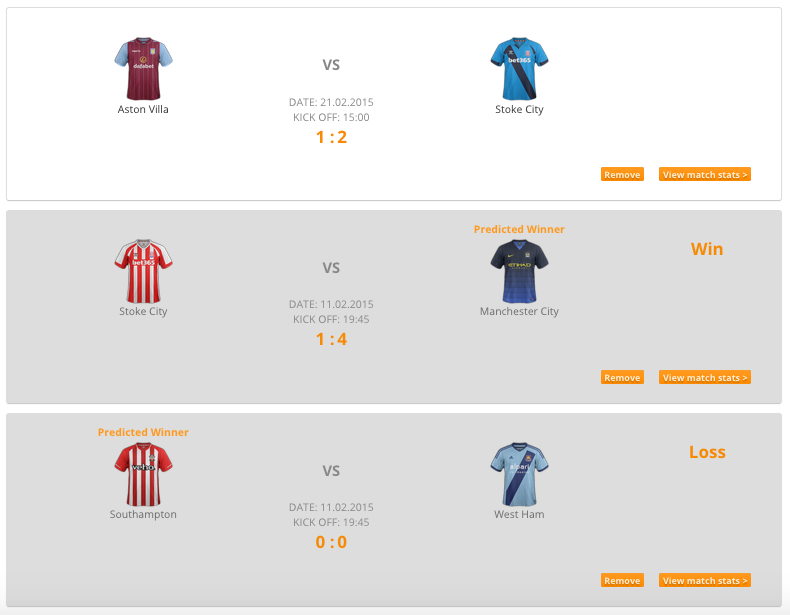 dafabet
bet365
VS
Aston Villa
Stoke City
DATE: 21.02.2015
KICK OFF: 15:00
1 : 2
Remove
View match stats >
Predicted Winner
Win
bet365
ETIHAD
VS
Stoke City
Manchester City
DATE: 11.02.2015
KICK OFF: 19:45
1 : 4
Remove
View match stats >
Predicted Winner
Loss
veho
alpari
VS
Southampton
West Ham
DATE: 11.02.2015
KICK OFF: 19:45
0 : 0
Remove
View match stats >